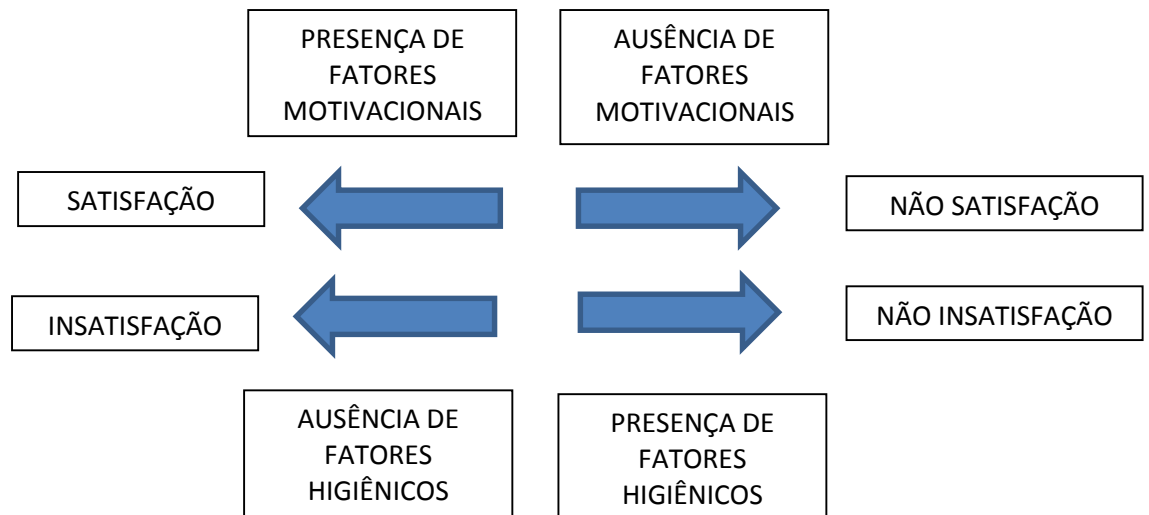 PRESENÇA DE
FATORES
MOTIVACIONAIS
AUSÊNCIA DE
FATORES
MOTIVACIONAIS
SATISFAÇÃO
NÃO SATISFAÇÃO
INSATISFAÇÃO
NÃO INSATISFAÇÃO
AUSÊNCIA DE
FATORES
HIGIÊNICOS
PRESENÇA DE
FATORES
HIGIÊNICOS